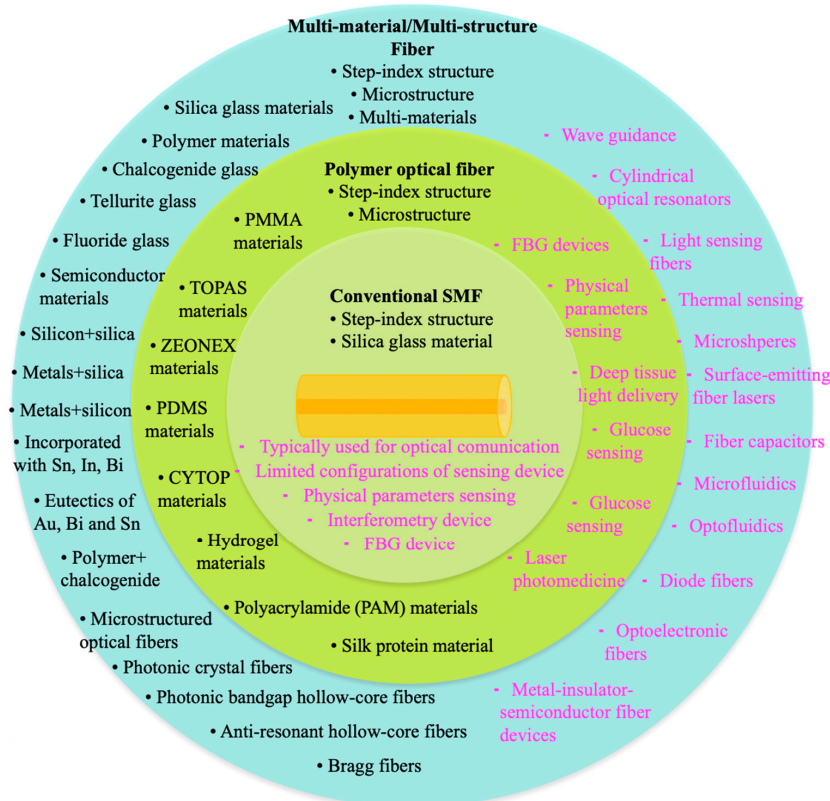 Multi-material/Multi-structure
Fiber
• Step-index structure
• Microstructure
• Multi-materials
• Silica glass materials
• Polymer materials
• Chalcogenide glass
• Tellurite glass
• Fluoride glass
• Semiconductor
materials
• Silicon+silica
• Metals+silica
• Metals+silicon
• Incorporated
with Sn, In, Bi
• Eutectics of
Au, Bi and Sn
• Polymer+
chalcogenide
• Microstructured
optical fibers
• Photonic crystal fibers
• Photonic bandgap hollow-core fibers
• Anti-resonant hollow-core fibers
• Bragg fibers
- Wave guidance
- Cylindrical
optical resonators
- Light sensing
fibers
- Thermal sensing
- Microshperes
- Surface-emitting
fiber lasers
- Fiber capacitors
- Microfluidics
- Optofluidics
- Diode fibers
- Optoelectronic
fibers
- Metal-insulator-
semiconductor fiber
devices
Polymer optical fiber
• Step-index structure
• Microstructure
• PMMA
materials
• TOPAS
materials
• ZEONEX
materials
• PDMS
materials
• CYTOP
materials
• Hydrogel
materials
• Polyacrylamide (PAM) materials
• Silk protein material
- FBG devices
- Physical
parameters
sensing
- Deep tissue
light delivery
- Glucose
sensing
- Glucose
sensing
- Laser
photomedicine
Conventional SMF
• Step-index structure
• Silica glass material
- Typically used for optical comunication
- Limited configurations of sensing device
- Physical parameters sensing
- Interferometry device
- FBG device